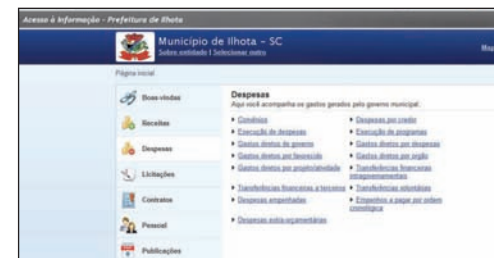 Acesso à Informação - Prefeitura de Ilhota
Município de Ilhota - SC
Sobre entidade | Selecionar outra
Página inicial
Boas-vindas
Receitas
Despesas
Licitações
Contratos
Pessoal
Publicações
Despesas
Aqui você acompanha os gastos gerados pelo governo municipal.
Convênios
Despesas por credor
Execução de despesas
Execução de programas
Gastos diretos de governo
Gastos diretos por despesas
Gastos diretos por favorecido
Gastos diretos por órgão
Gastos diretos por projeto/atividade
Transferências financeiras
intragovernamentais
Transferências financeiras a terceiros
Transferências voluntárias
Despesas empenhadas
Empenhos a pagar por ordem
cronológica
Despesas extra-orçamentárias